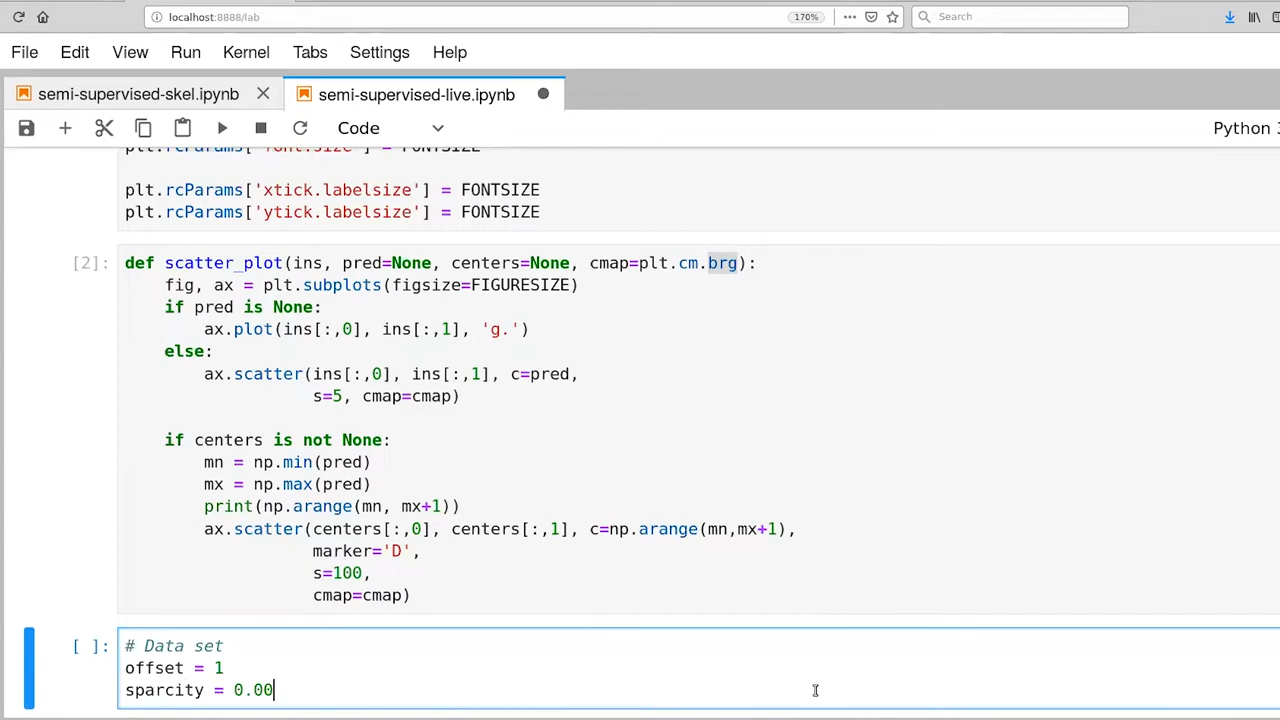 localhost:8888/lab
170%
Search
File Edit View Run Kernel Tabs Settings Help
semi-supervised-skel.ipynb
semi-supervised-live.ipynb
Code
Python 3
plt.rcParams['font.size'] = FONTSIZE
plt.rcParams['xtick.labelsize'] = FONTSIZE
plt.rcParams['ytick.labelsize'] = FONTSIZE
[2]: def scatter_plot(ins, pred=None, centers=None, cmap=plt.cm.brg):
fig, ax = plt.subplots(figsize=FIGURESIZE)
if pred is None:
ax.plot(ins[:,0], ins[:,1], 'g.')
else:
ax.scatter(ins[:,0], ins[:,1], c=pred,
s=5, cmap=cmap)
if centers is not None:
mn = np.min(pred)
mx = np.max(pred)
print(np.arange(mn, mx+1))
ax.scatter(centers[:,0], centers[:,1], c=np.arange(mn,mx+1),
marker='D',
s=100,
cmap=cmap)
[ ]: # Data set
offset = 1
sparcity = 0.00